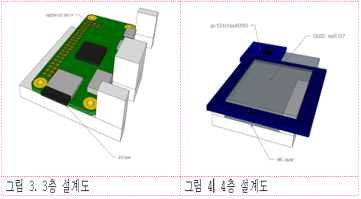 raspberrypi zero w
3rd layer
그림 3. 3층 설계도
gy-521(mpu6050)
OLED ssd1327
4th layer
그림 4. 4층 설계도